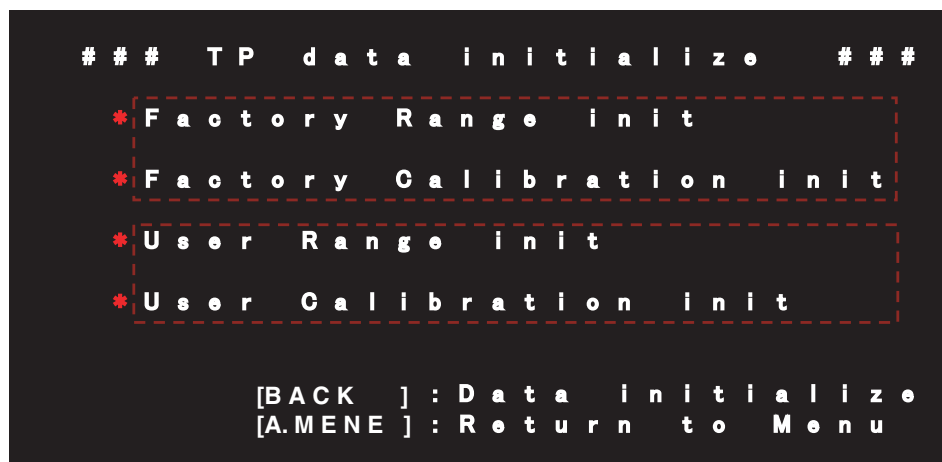 ### TP data initialize ###
*Factory Range init
*Factory Calibration init
*User Range init
*User Calibration init
[BACK ]:Data initialize
[A.MENE ]:Return to Menu